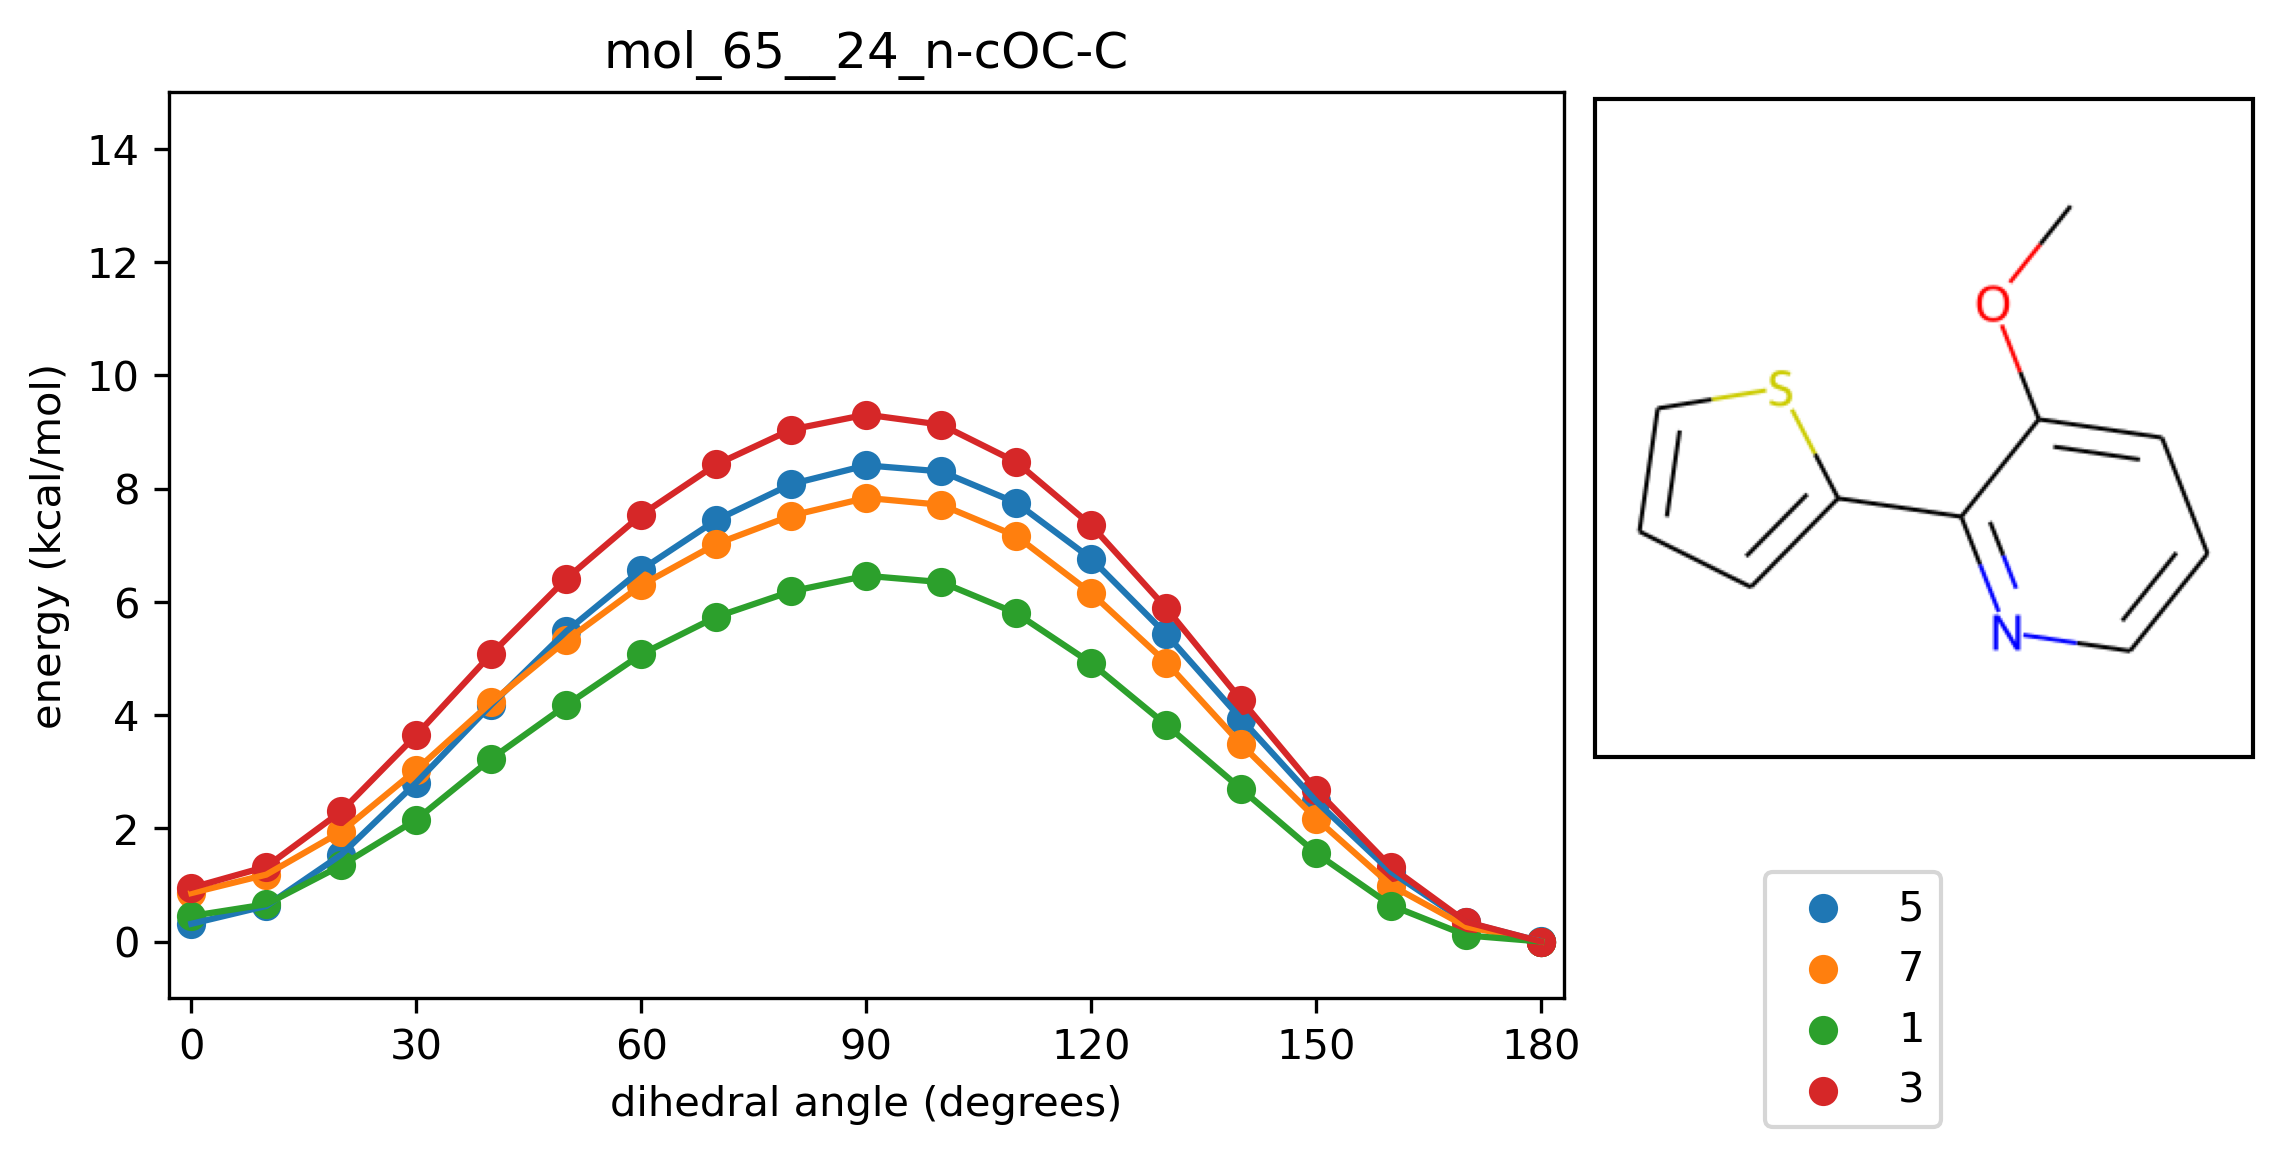 mol_65__24_n-cOC-C
energy (kcal/mol)
14
12
10
8
6
4
2
0
0 30 60 90 120 150 180
dihedral angle (degrees)
O
S
N
5
7
1
3